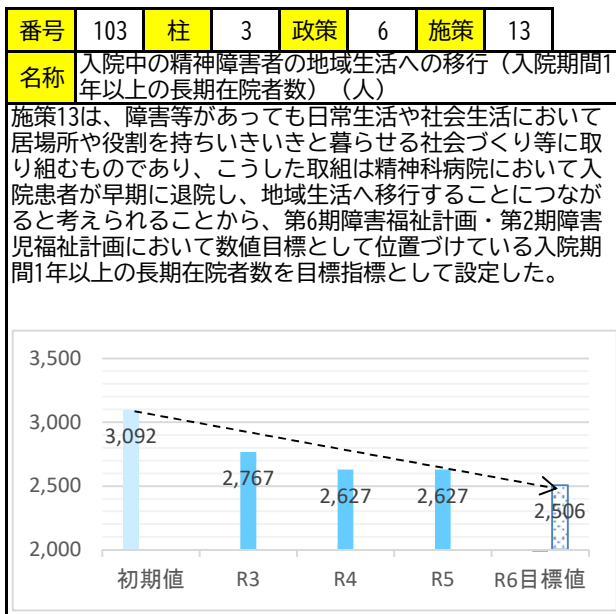 番号 103 柱 3 政策 6 施策 13
名称 入院中の精神障害者の地域生活への移行（入院期間1
年以上の長期在院者数）（人）
施策13は、障害等があっても日常生活や社会生活において
居場所や役割を持ちいきいきと暮らせる社会づくり等に取
り組むものであり、こうした取組は精神科病院において入
院患者が早期に退院し、地域生活へ移行することにつなが
ると考えられることから、第6期障害福祉計画・第2期障害
児福祉計画において数値目標として位置づけている入院期
間1年以上の長期在院者数を目標指標として設定した。
3,500
3,000
2,500
2,000
3,092
2,767
2,627
2,627
2,506
初期値 R3 R4 R5 R6目標値